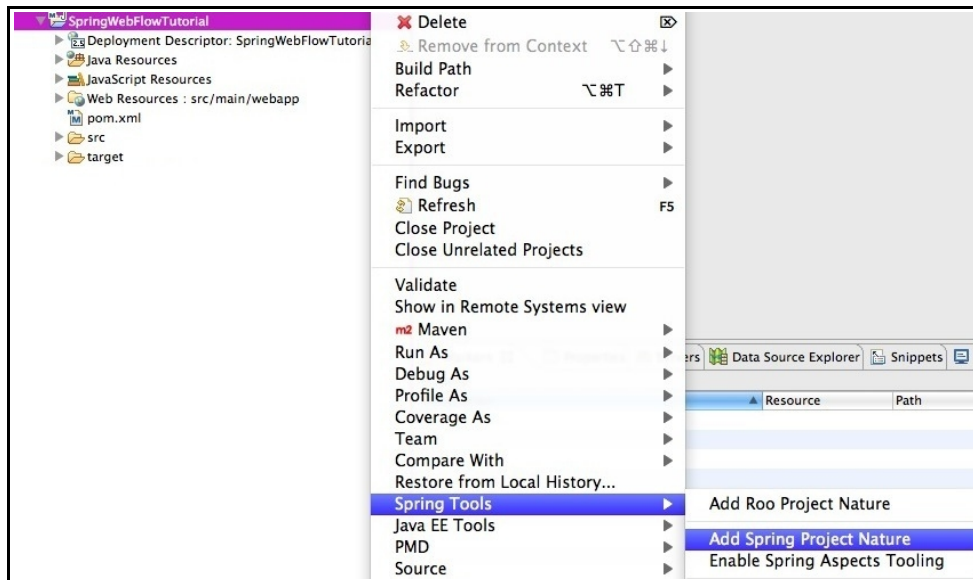 SpringWebFlowTutorial
Deployment Descriptor: SpringWebFlowTutoria
Java Resources
JavaScript Resources
Web Resources : src/main/webapp
pom.xml
src
target
Delete
Remove from Context ⌥⇧⌘↓
Build Path
Refactor ⌥⌘T
Import
Export
Find Bugs
Refresh F5
Close Project
Close Unrelated Projects
Validate
Show in Remote Systems view
m2 Maven
Run As
Debug As
Profile As
Coverage As
Team
Compare With
Restore from Local History...
Spring Tools
Java EE Tools
PMD
Source
ers Data Source Explorer Snippets
Resource Path
Add Roo Project Nature
Add Spring Project Nature
Enable Spring Aspects Tooling